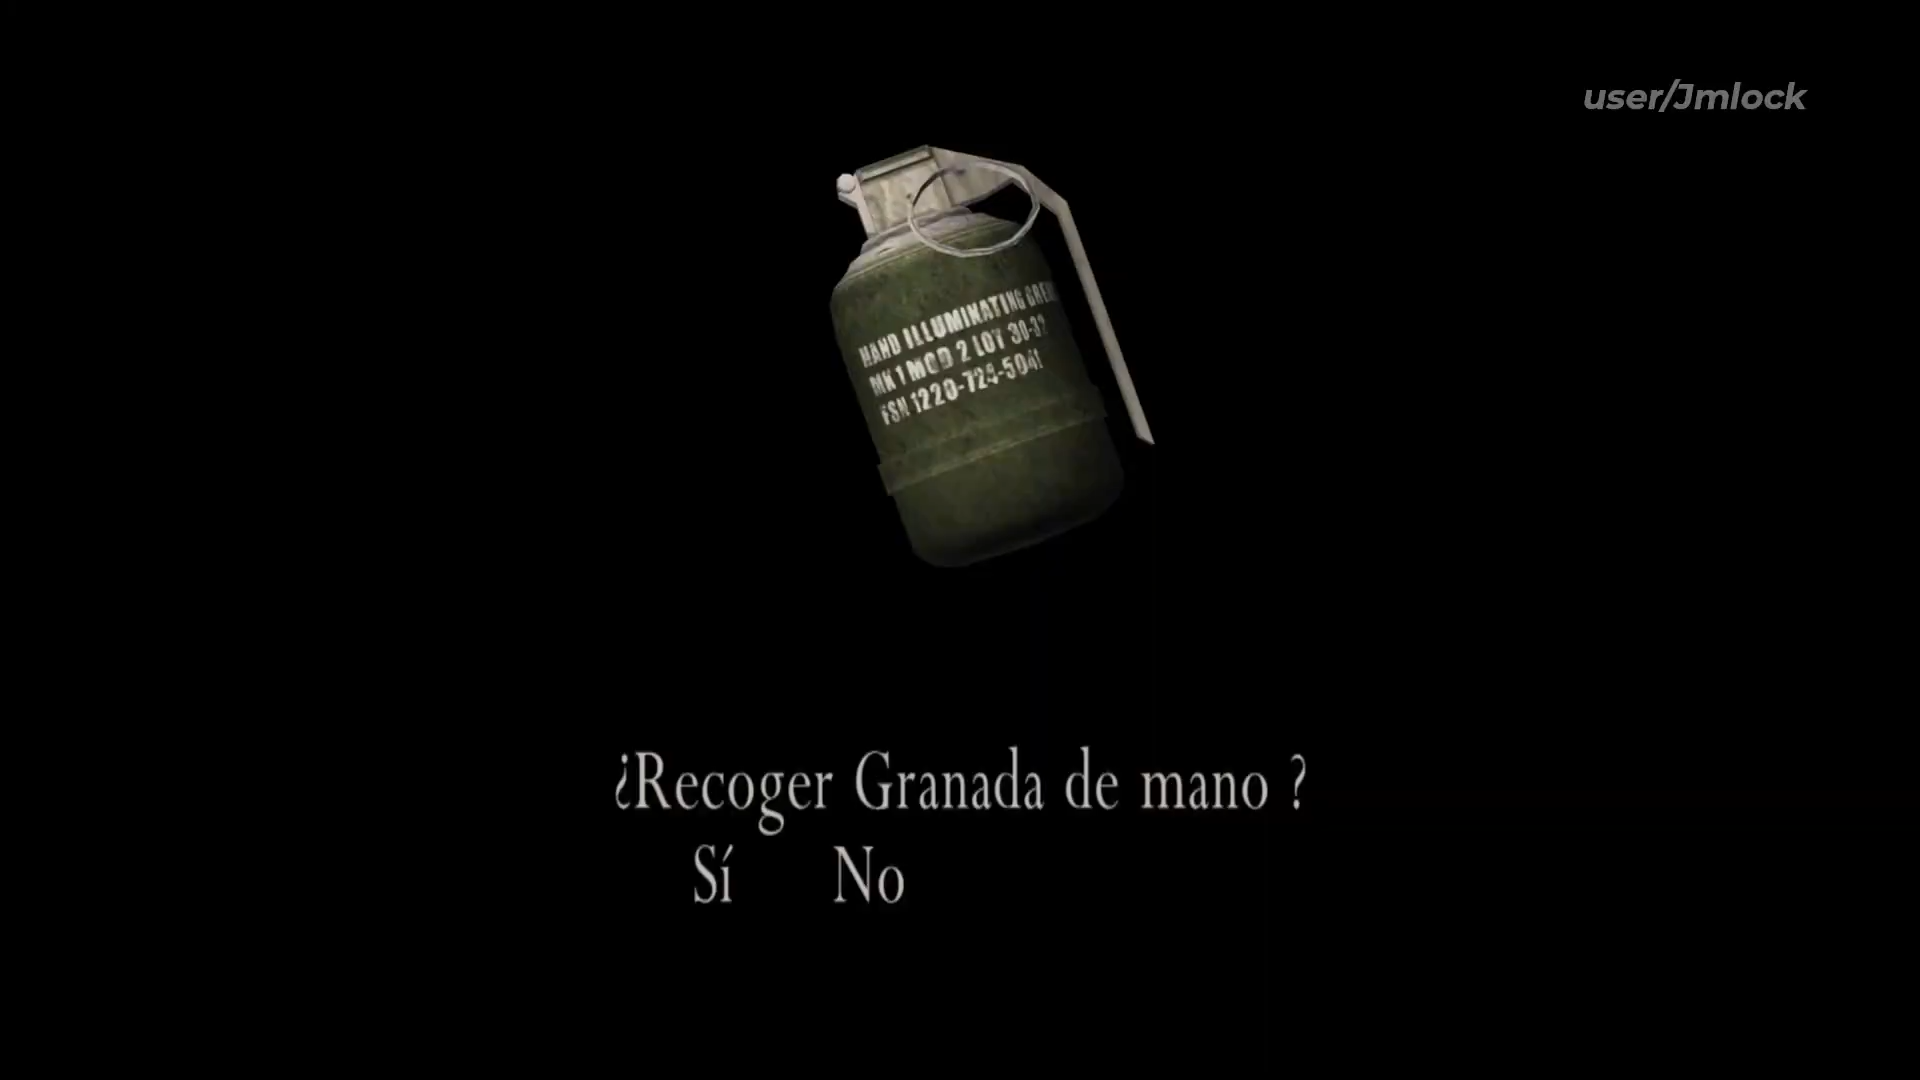 user/Jmlock
HAND ILLUMINATING GREN
MK 1 MOD 2 LOT 30-32
FSN 1220-724-5041
¿Recoger Granada de mano ?
Sí No